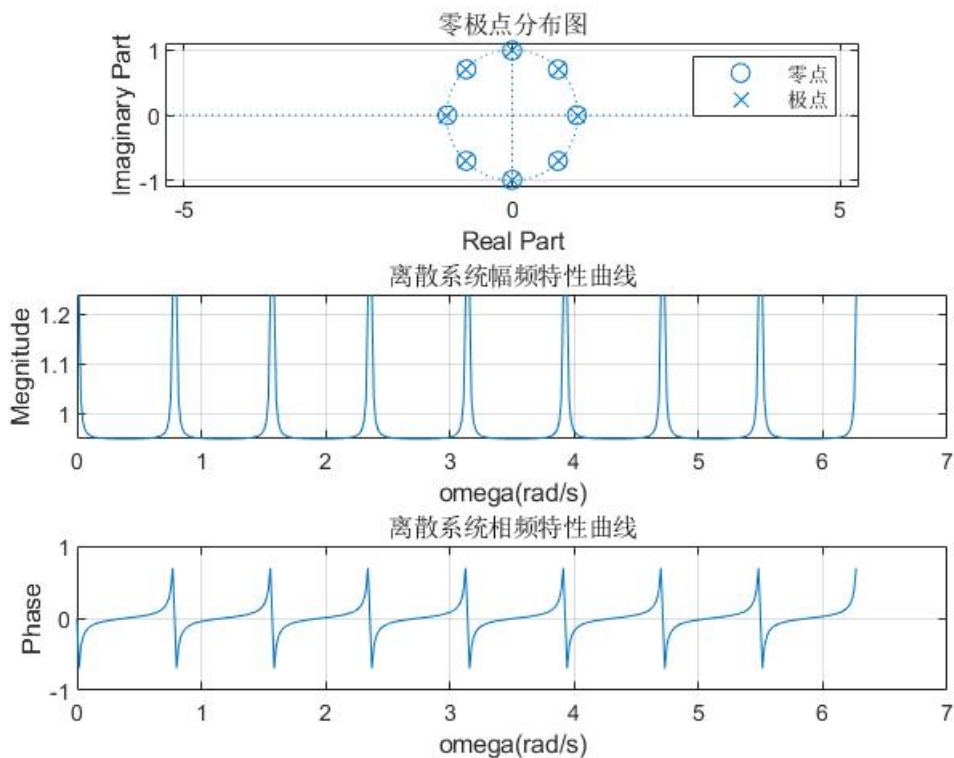 零极点分布图
Imaginary Part
1
0
-1
零点
极点
-5
0
5
Real Part
离散系统幅频特性曲线
Megnitude
1.2
1.1
1
0 1 2 3 4 5 6 7
omega(rad/s)
离散系统相频特性曲线
Phase
1
0
-1
0 1 2 3 4 5 6 7
omega(rad/s)